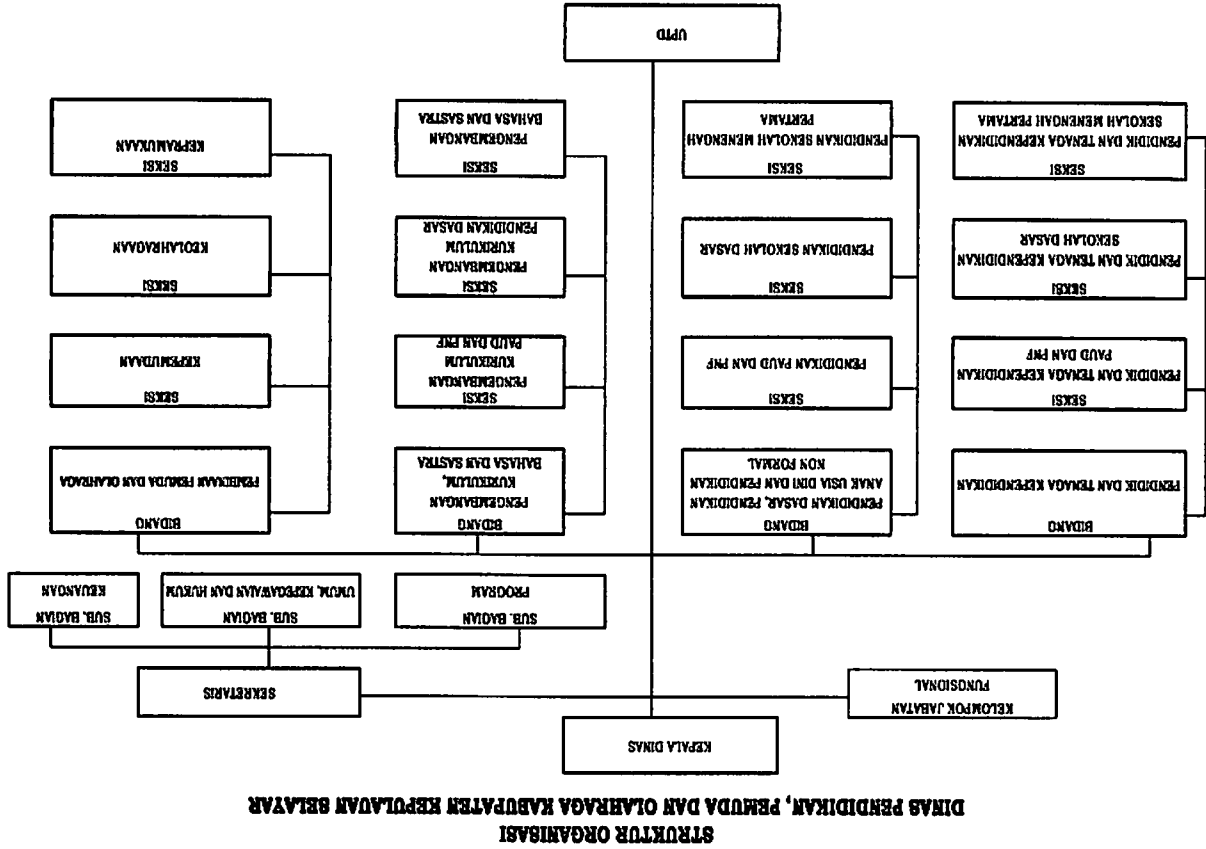 STRUKTUR ORGANISASI
DINAS PENDIDIKAN, PEMUDA DAN OLAHRAGA KABUPATEN KEPULAUAN SELAYAR
KEPALA DINAS
KELOMPOK JABATAN
FUNGSIONAL
SEKRETARIS
SUB. BAGIAN
PROGRAM
SUB. BAGIAN
UMUM, KEPEGAWAIAN DAN HUKUM
SUB. BAGIAN
KEUANGAN
BIDANG
PENDIDIK DAN TENAGA KEPENDIDIKAN
SEKSI
PENDIDIK DAN TENAGA KEPENDIDIKAN
PAUD DAN PNF
SEKSI
PENDIDIK DAN TENAGA KEPENDIDIKAN
SEKOLAH DASAR
SEKSI
PENDIDIK DAN TENAGA KEPENDIDIKAN
SEKOLAH MENENGAH PERTAMA
BIDANG
PENDIDIKAN DASAR, PENDIDIKAN
ANAK USIA DINI DAN PENDIDIKAN
NON FORMAL
SEKSI
PENDIDIKAN PAUD DAN PNF
SEKSI
PENDIDIKAN SEKOLAH DASAR
SEKSI
PENDIDIKAN SEKOLAH MENENGAH
PERTAMA
BIDANG
PENGEMBANGAN
KURIKULUM,
BAHASA DAN SASTRA
SEKSI
PENGEMBANGAN
KURIKULUM
PAUD DAN PNF
SEKSI
PENGEMBANGAN
KURIKULUM
PENDIDIKAN DASAR
SEKSI
PENGEMBANGAN
BAHASA DAN SASTRA
BIDANG
PEMBINAAN PEMUDA DAN OLAHRAGA
SEKSI
KEPEMUDAAN
SEKSI
KEOLAHRAGAAN
SEKSI
KEPRAMUKAAN
UPTD